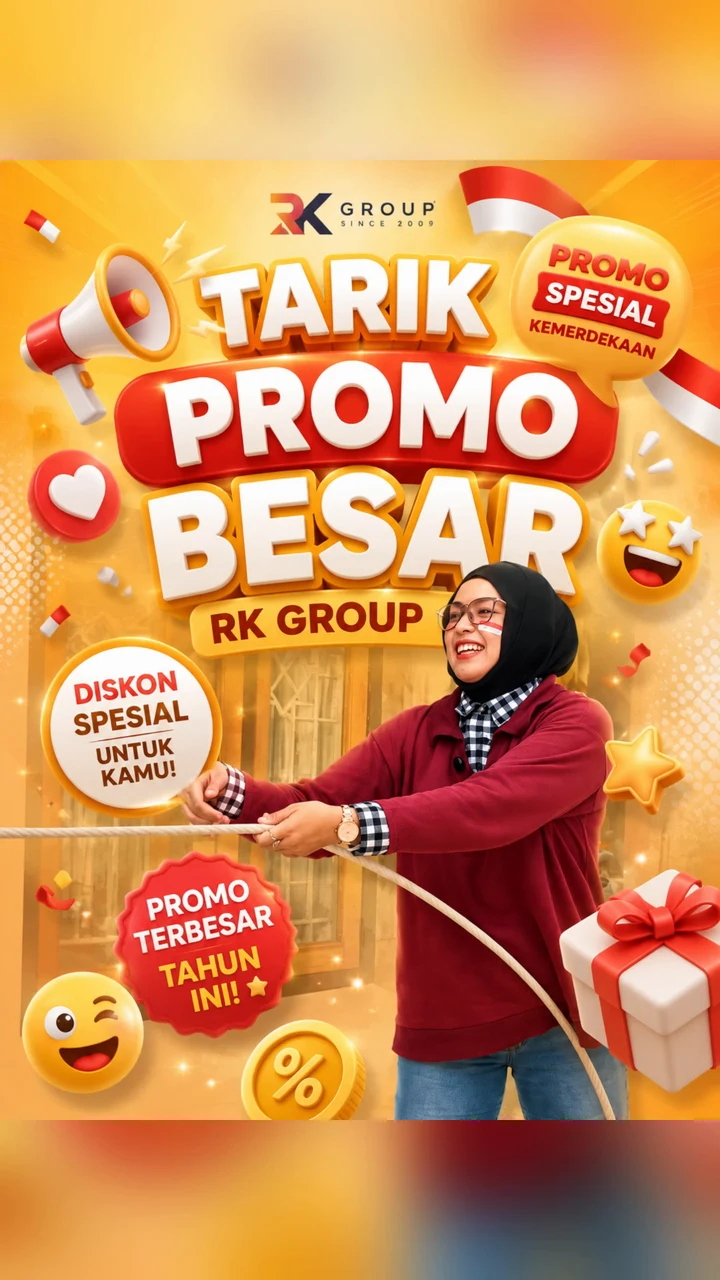 RK GROUP
SINCE 2009
TARIK
PROMO
BESAR
RK GROUP
PROMO
SPESIAL
KEMERDEKAAN
DISKON
SPESIAL
UNTUK
KAMU!
PROMO
TERBESAR
TAHUN
INI!
%